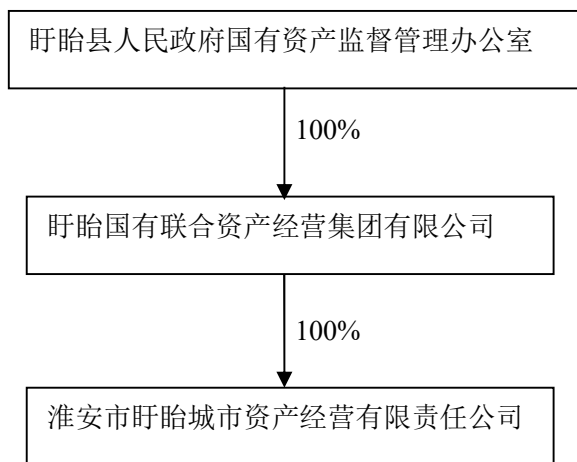 盱眙县人民政府国有资产监督管理办公室
100%
盱眙国有联合资产经营集团有限公司
100%
淮安市盱眙城市资产经营有限责任公司